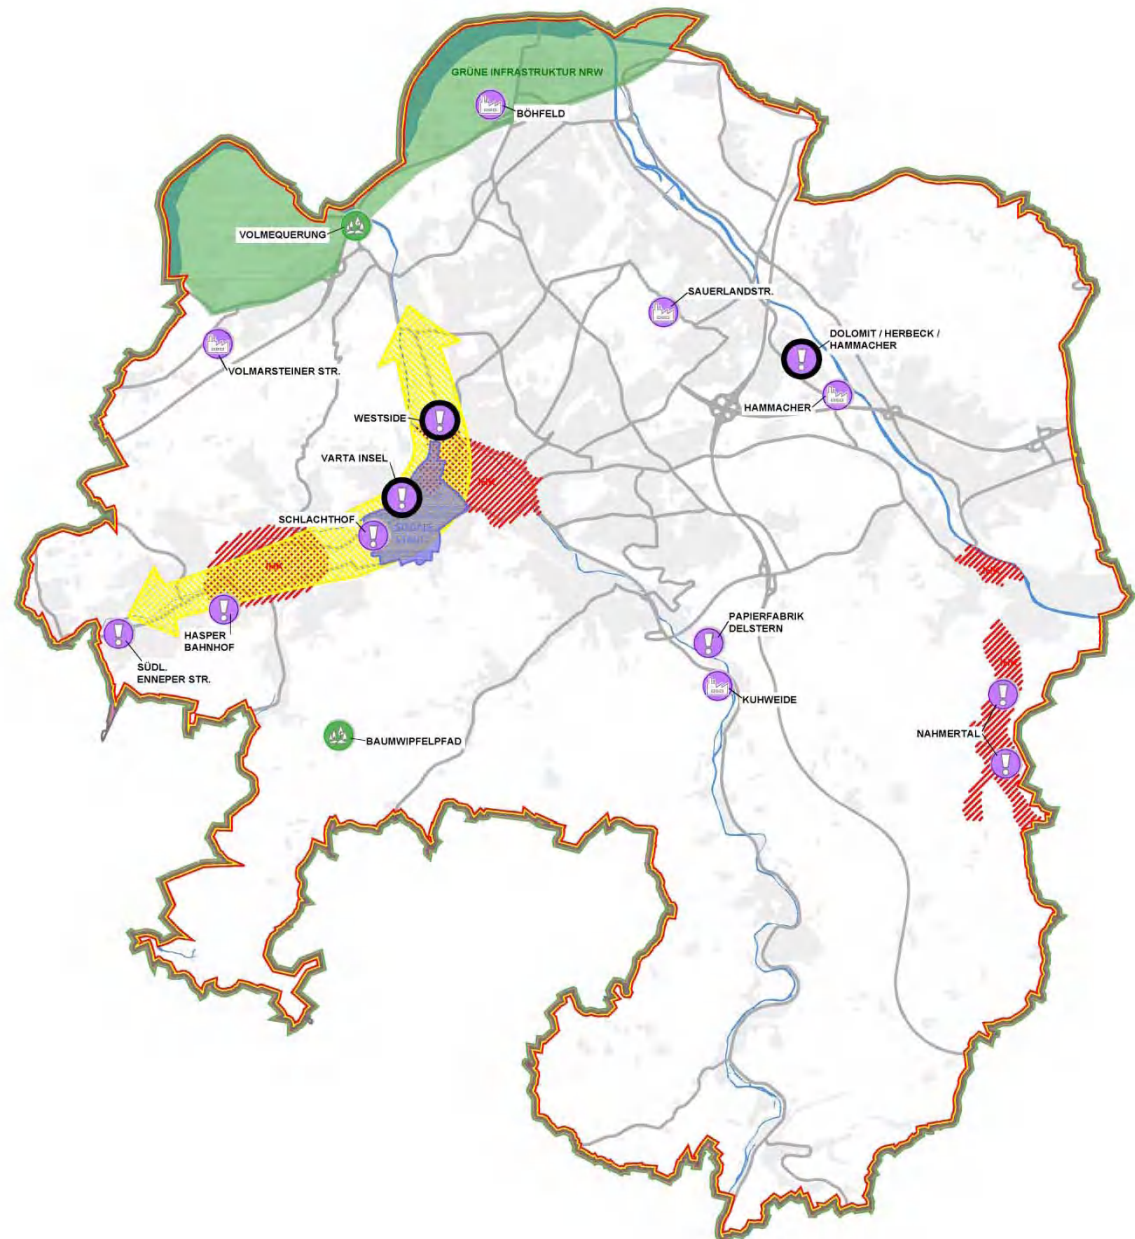 GRÜNE INFRASTRUKTUR NRW
BÖHFELD
VOLMEQUERUNG
SAUERLANDSTR.
DOLOMIT / HERBECK /
HAMMACHER
VOLMARSTEINER STR.
HAMMACHER
WESTSIDE
VARTA INSEL
SCHLACHTHOF
HASPER
BAHNHOF
SÜDL.
ENNEPER STR.
PAPIERFABRIK
DELSTERN
KUHWEIDE
NAHMERTAL
BAUMWIPFELPFAD